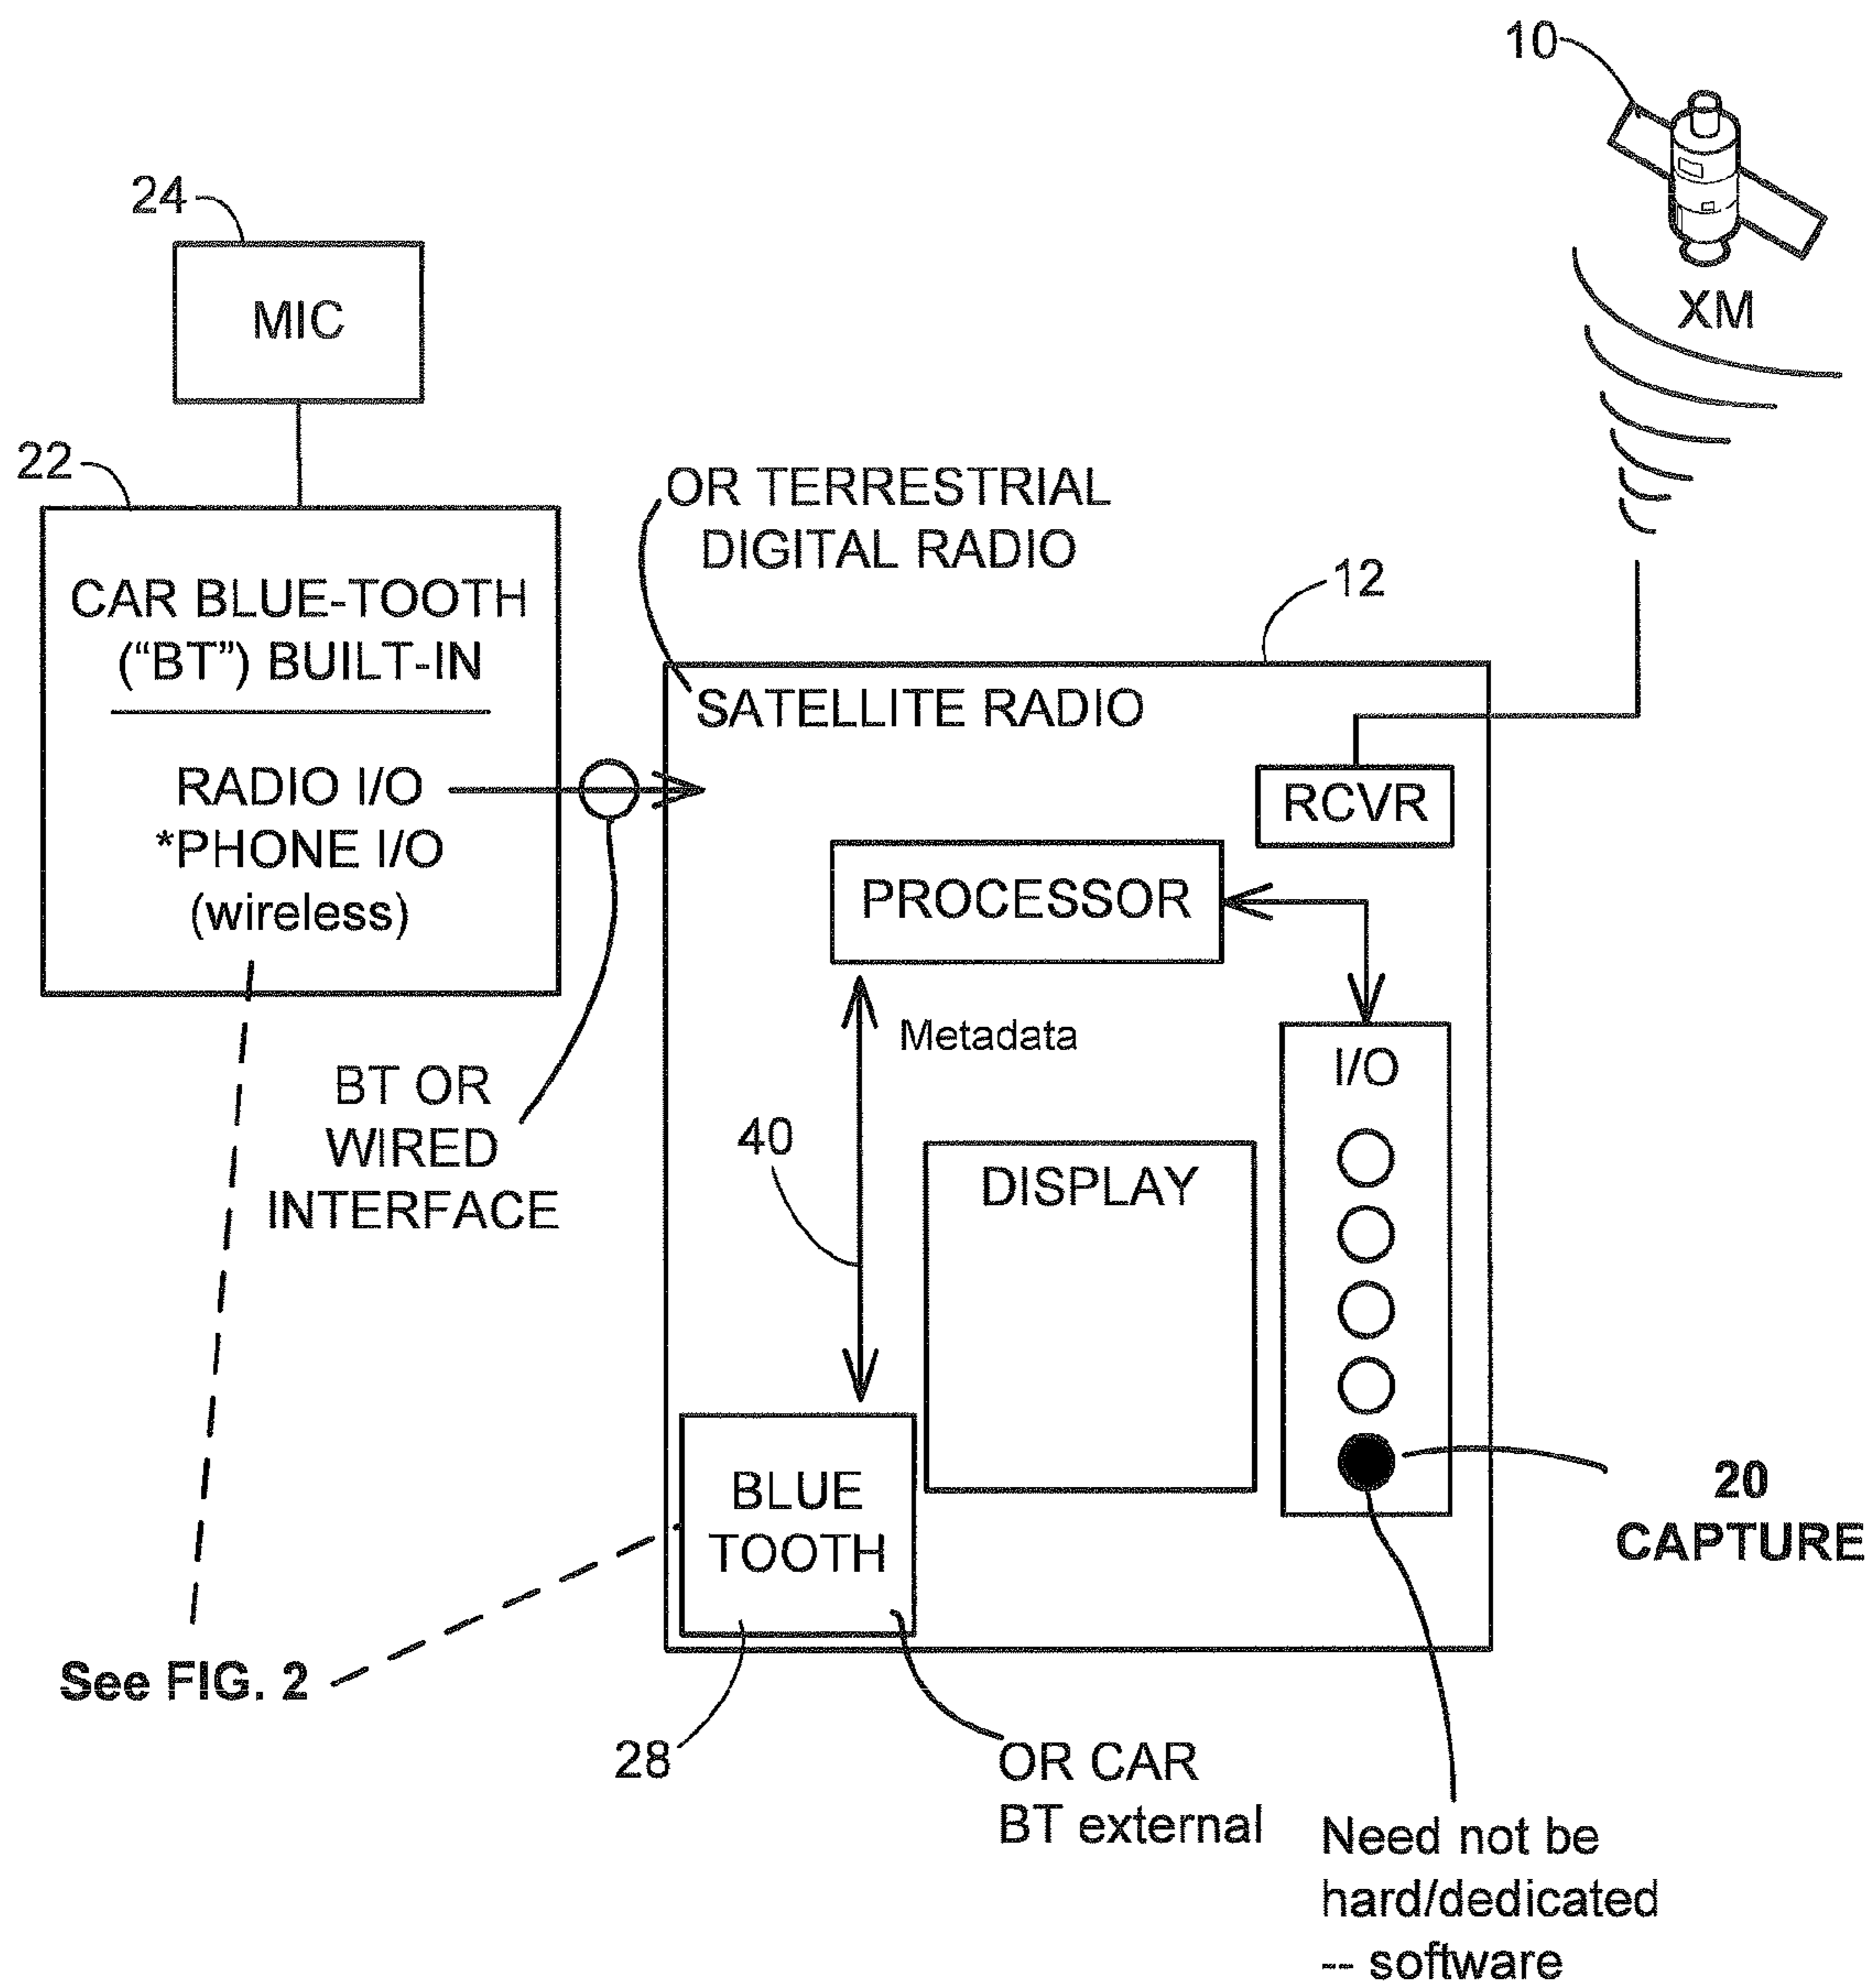 10
XM
24
MIC
22
CAR BLUE-TOOTH
(“BT”) BUILT-IN
RADIO I/O
*PHONE I/O
(wireless)
OR TERRESTRIAL
DIGITAL RADIO
12
SATELLITE RADIO
RCVR
PROCESSOR
Metadata
I/O
BT OR
WIRED
INTERFACE
40
DISPLAY
BLUE
TOOTH
20
CAPTURE
See FIG. 2
28
OR CAR
BT external
Need not be
hard/dedicated
-- software